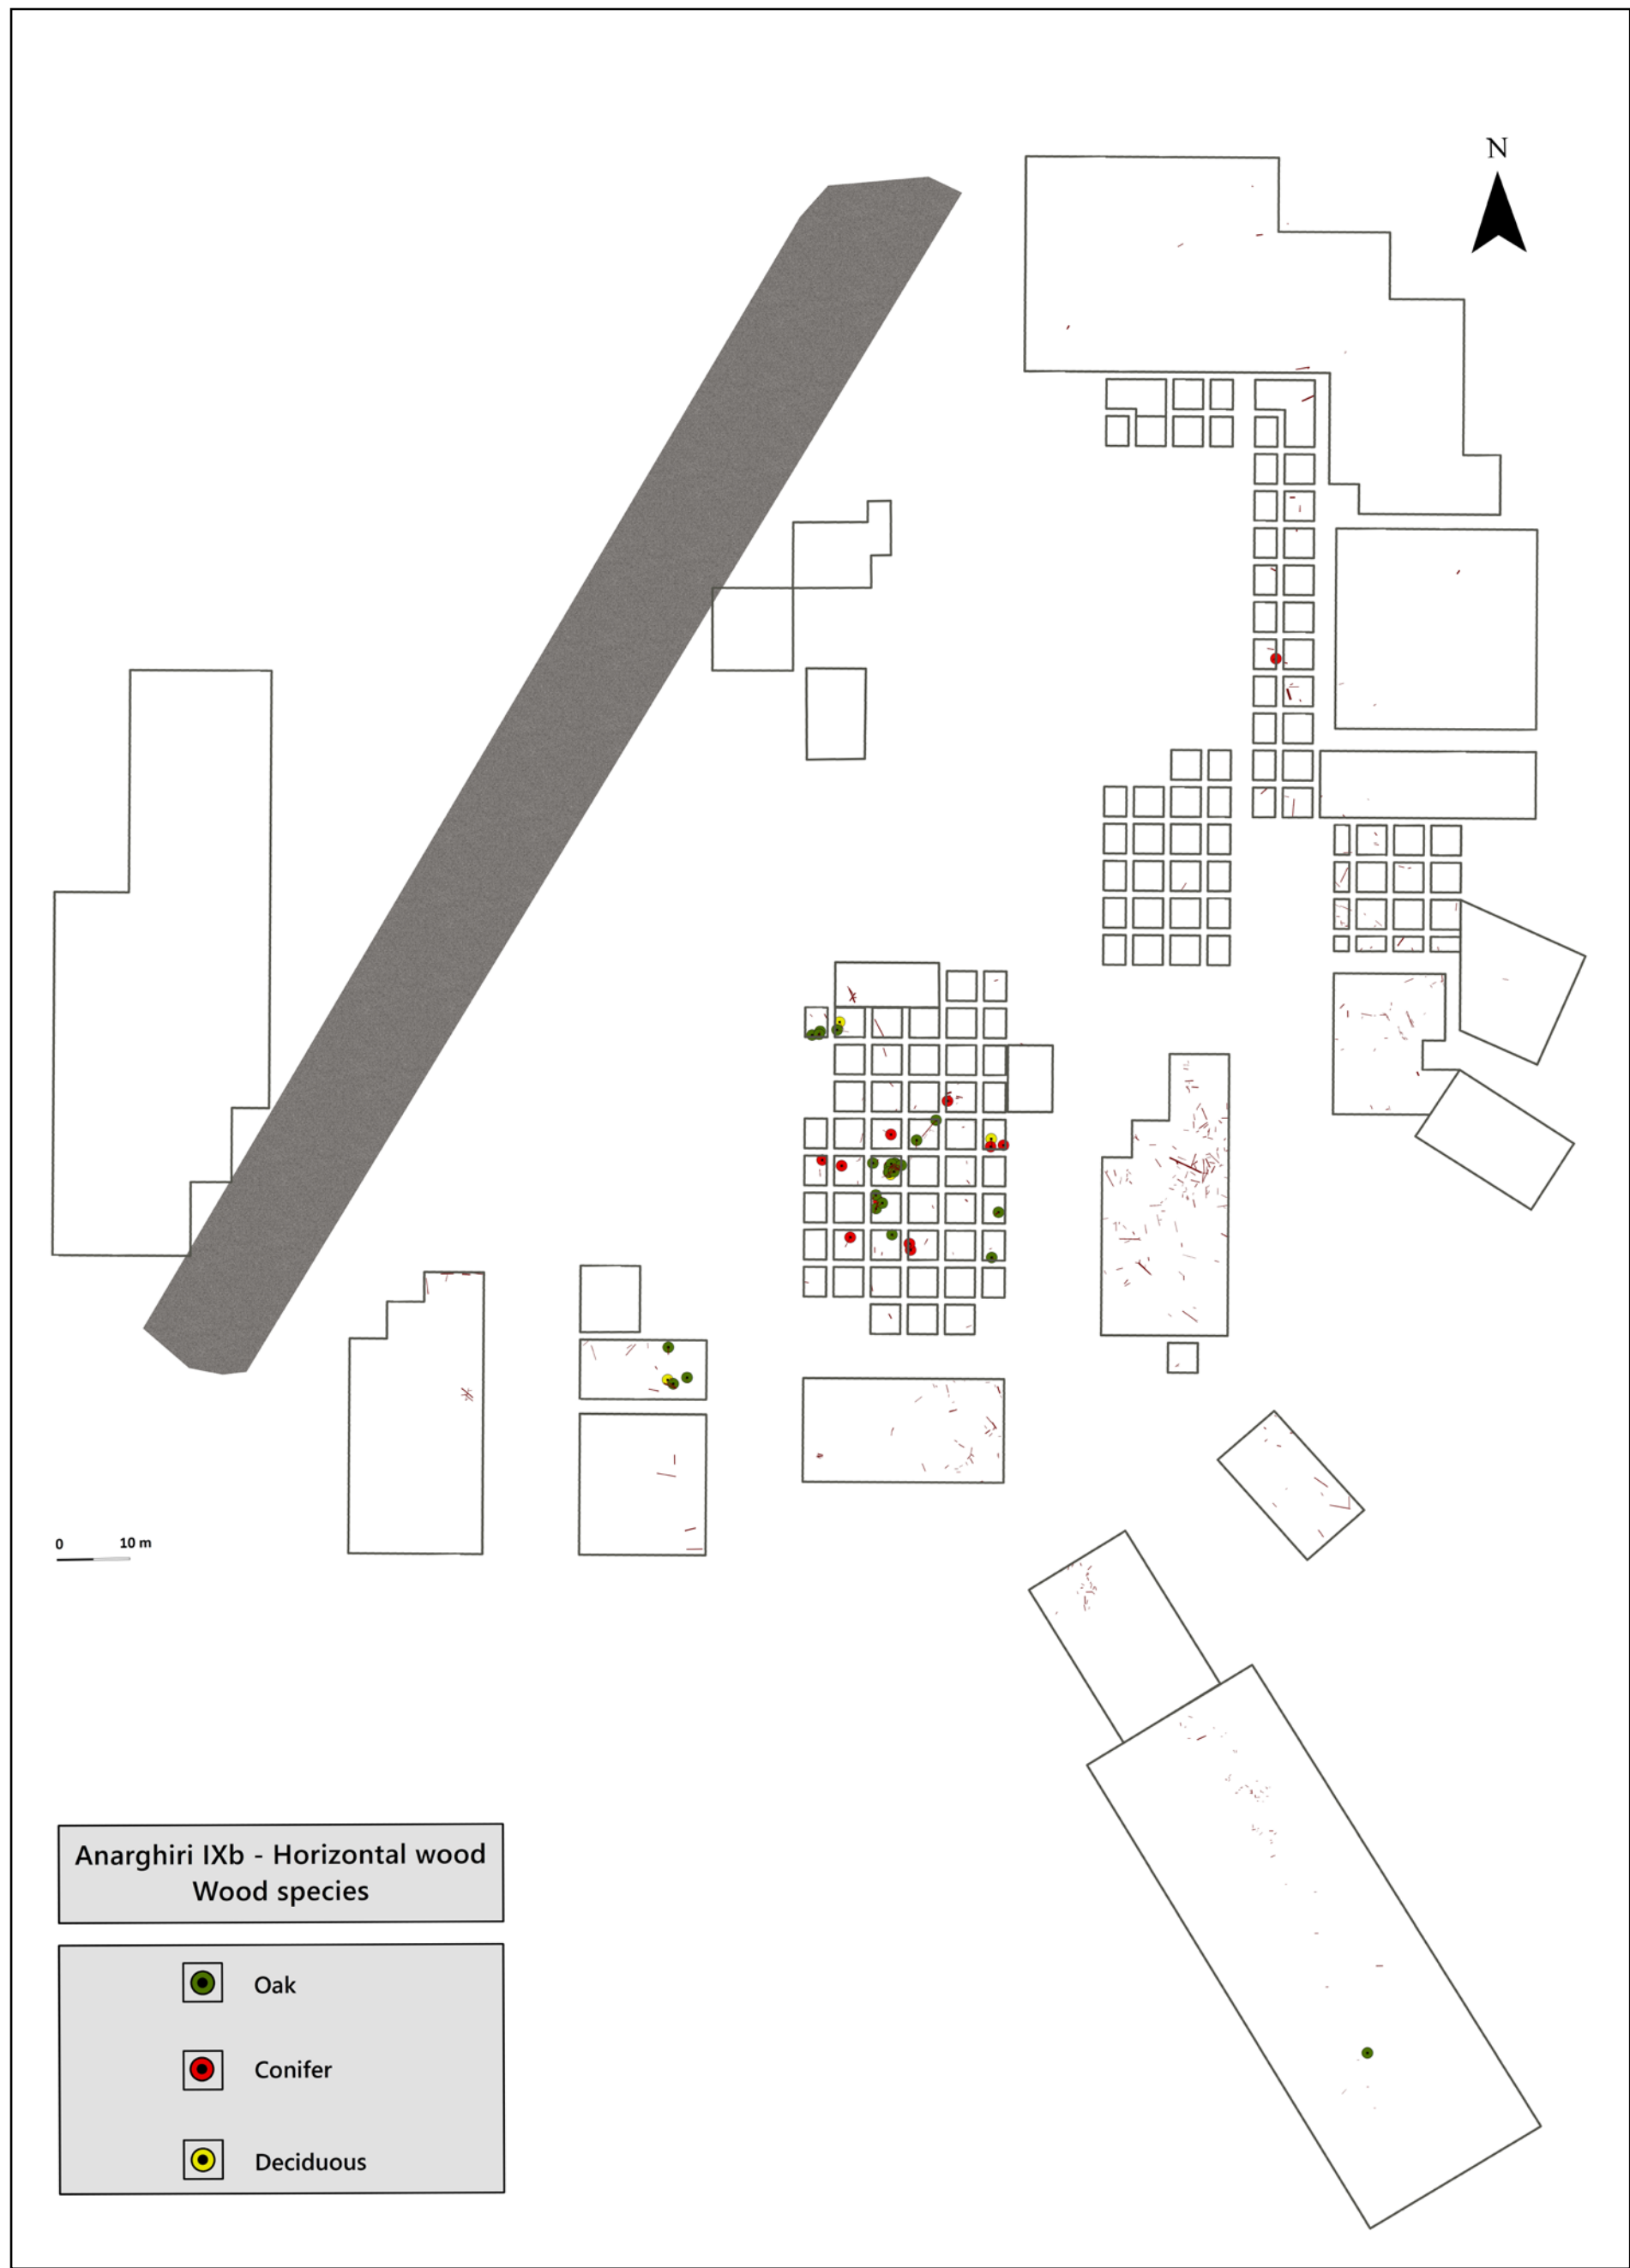 N
0 10 m
Anarghiri IXb - Horizontal wood
Wood species
Oak
Conifer
Deciduous